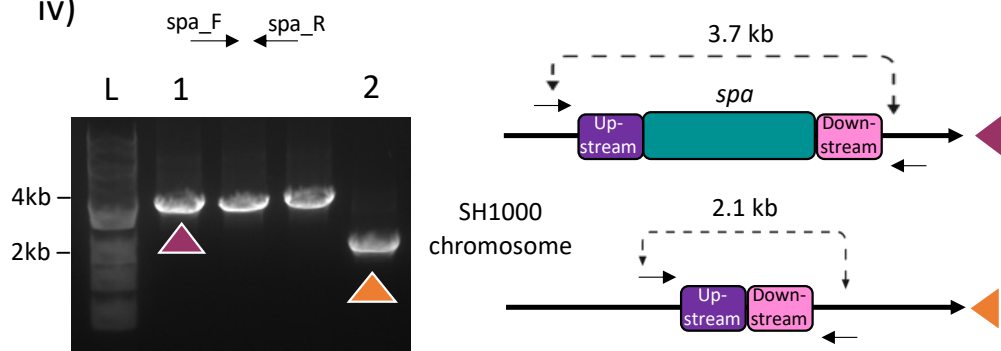 iv)
spa_F spa_R
L 1 2
4kb
2kb
3.7 kb
spa
Up-
stream
Down-
stream
SH1000
chromosome
2.1 kb
Up-
stream
Down-
stream